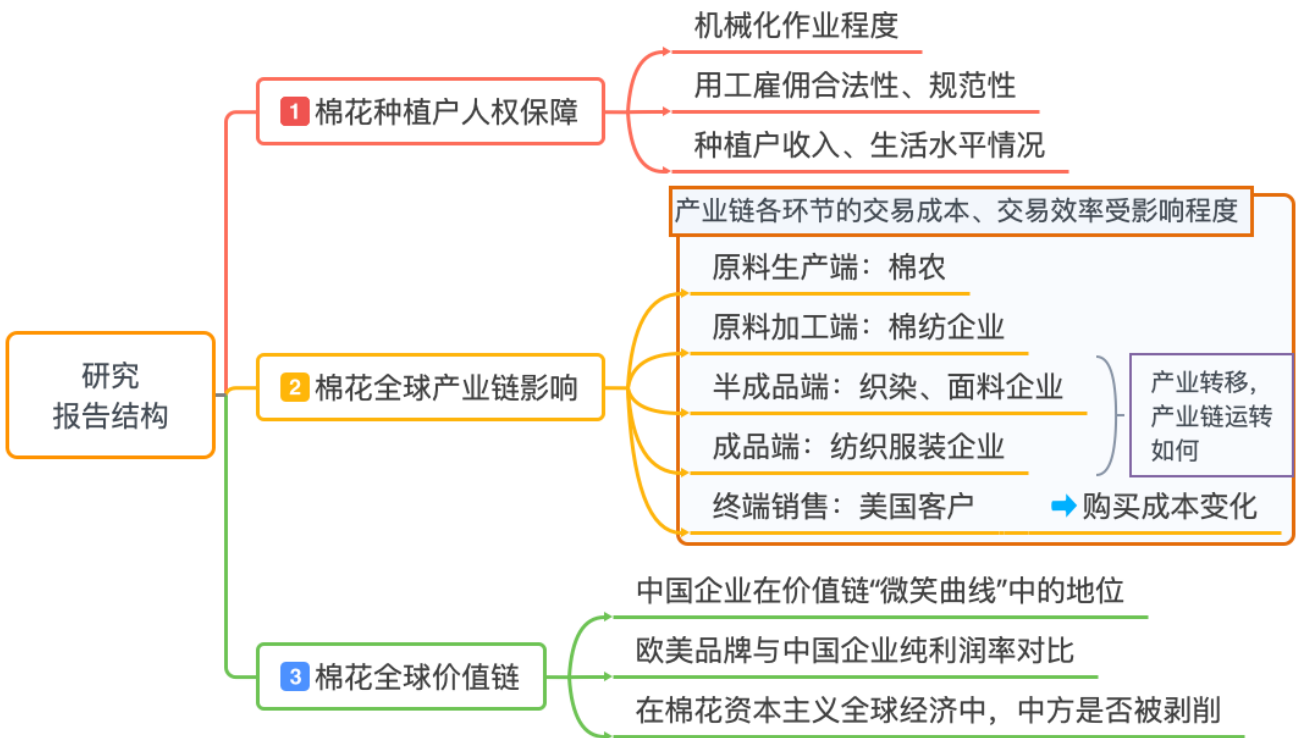 研究
报告结构
1 棉花种植户人权保障
机械化作业程度
用工雇佣合法性、规范性
种植户收入、生活水平情况
2 棉花全球产业链影响
产业链各环节的交易成本、交易效率受影响程度
原料生产端：棉农
原料加工端：棉纺企业
半成品端：织染、面料企业
成品端：纺织服装企业
产业转移，
产业链运转
如何
终端销售：美国客户
购买成本变化
3 棉花全球价值链
中国企业在价值链“微笑曲线”中的地位
欧美品牌与中国企业纯利润率对比
在棉花资本主义全球经济中，中方是否被剥削